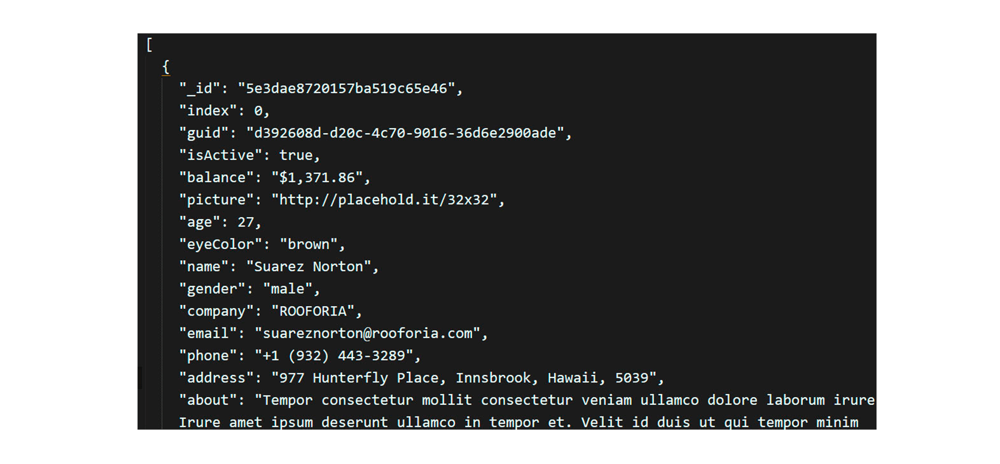 [
{
"_id": "5e3dae8720157ba519c65e46",
"index": 0,
"guid": "d392608d-d20c-4c70-9016-36d6e2900ade",
"isActive": true,
"balance": "$1,371.86",
"picture": "http://placehold.it/32x32",
"age": 27,
"eyeColor": "brown",
"name": "Suarez Norton",
"gender": "male",
"company": "ROOFORIA",
"email": "suareznorton@rooforia.com",
"phone": "+1 (932) 443-3289",
"address": "977 Hunterfly Place, Innsbrook, Hawaii, 5039",
"about": "Tempor consectetur mollit consectetur veniam ullamco dolore laborum irure
Irure amet ipsum deserunt ullamco in tempor et. Velit id duis ut qui tempor minim